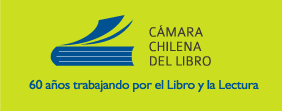 CÁMARA
CHILENA
DEL LIBRO
60 años trabajando por el Libro y la Lectura